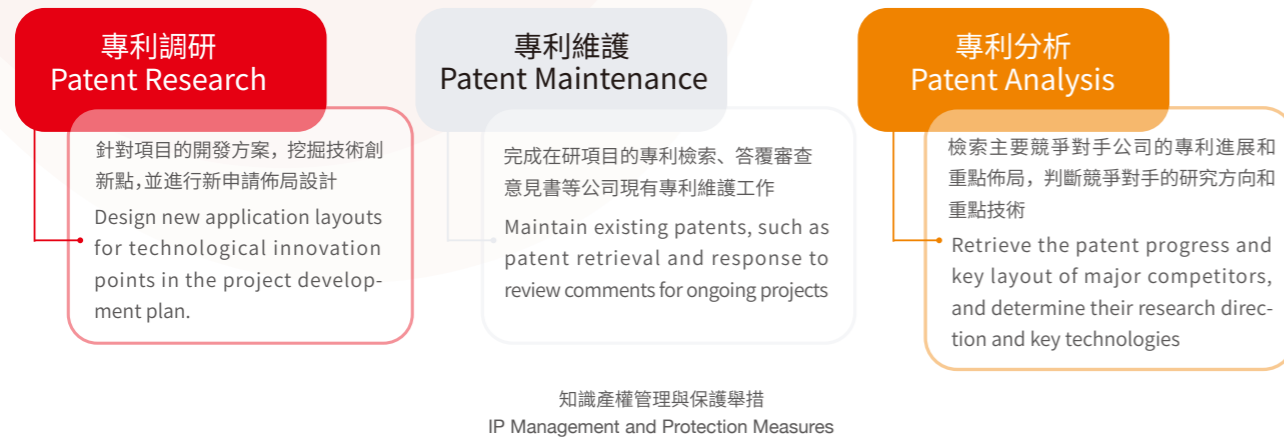 專利調研
Patent Research
針對項目的開發方案，挖掘技術創
新點，並進行新申請佈局設計
Design new application layouts
for technological innovation
points in the project develop-
ment plan.
專利維護
Patent Maintenance
完成在研項目的專利檢索、答覆審查
意見書等公司現有專利維護工作
Maintain existing patents, such as
patent retrieval and response to
review comments for ongoing projects
專利分析
Patent Analysis
檢索主要競爭對手公司的專利進展和
重點佈局，判斷競爭對手的研究方向和
重點技術
Retrieve the patent progress and
key layout of major competitors,
and determine their research direc-
tion and key technologies
知識產權管理與保護舉措
IP Management and Protection Measures